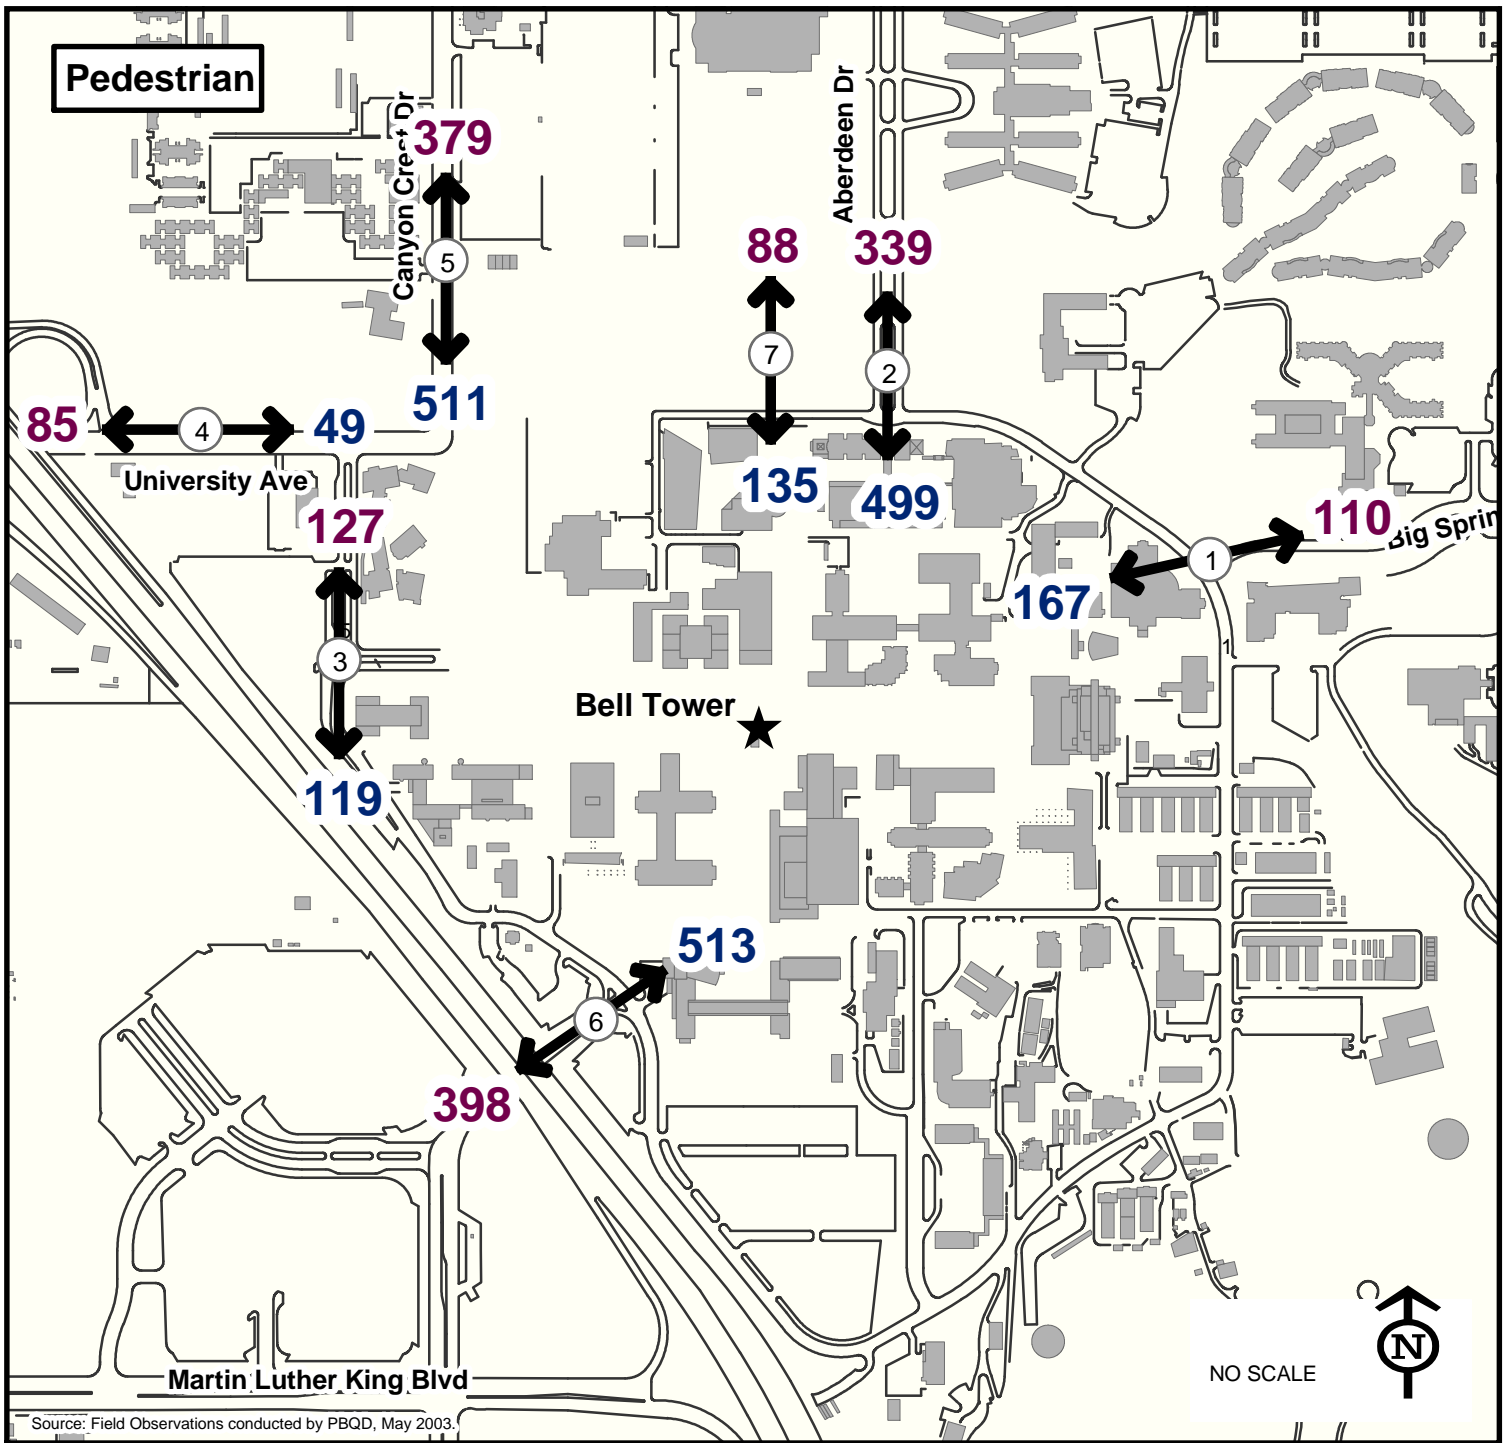 Pedestrian
Canyon Crest Dr
379
Aberdeen Dr
5
88
339
7
2
511
85
4
49
University Ave
135
499
127
110
Big Sprin
1
167
3
1
Bell Tower
119
513
6
398
NO SCALE
N
Martin Luther King Blvd
Source: Field Observations conducted by PBQD, May 2003.